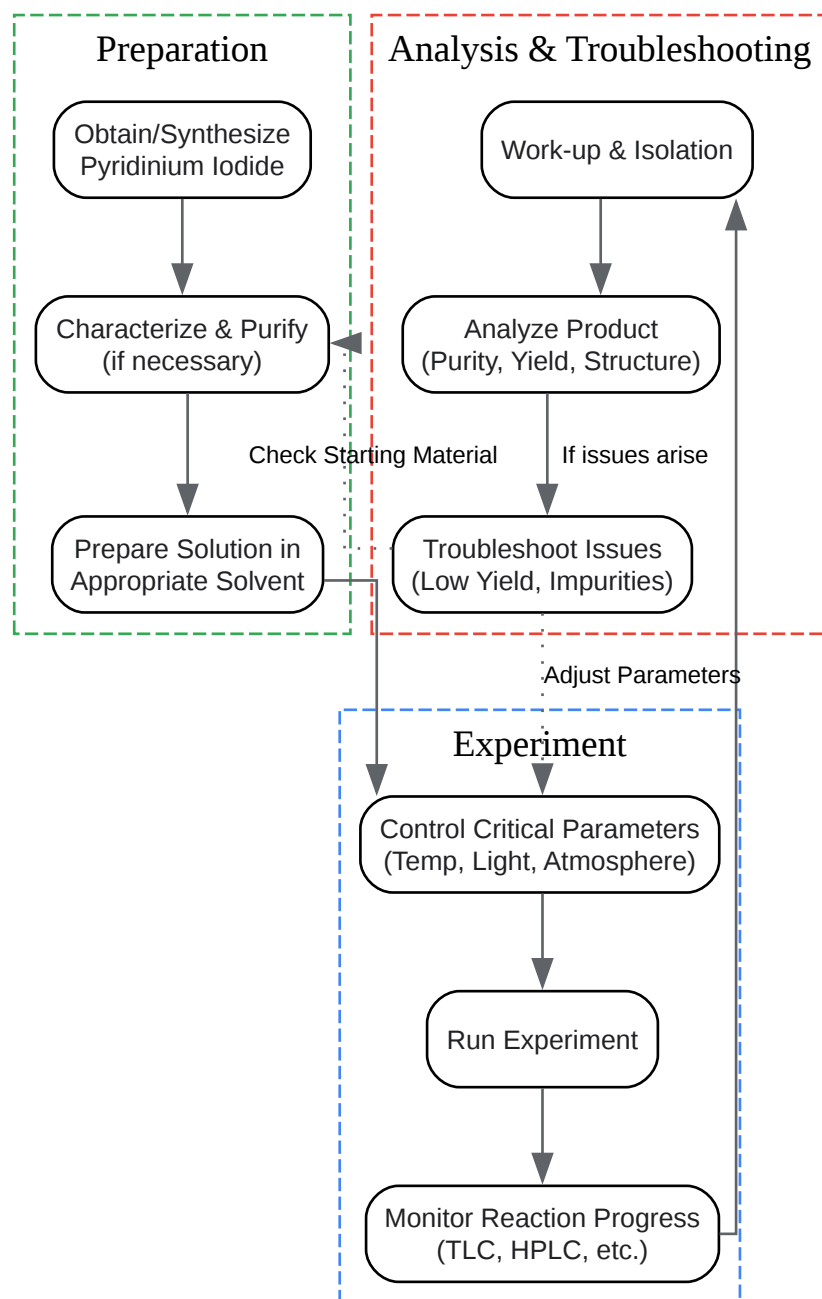 Preparation
Obtain/Synthesize
Pyridinium Iodide
Characterize & Purify
(if necessary)
Check Starting Material
Prepare Solution in
Appropriate Solvent
Analysis & Troubleshooting
Work-up & Isolation
Analyze Product
(Purity, Yield, Structure)
If issues arise
Troubleshoot Issues
(Low Yield, Impurities)
Adjust Parameters
Experiment
Control Critical Parameters
(Temp, Light, Atmosphere)
Run Experiment
Monitor Reaction Progress
(TLC, HPLC, etc.)